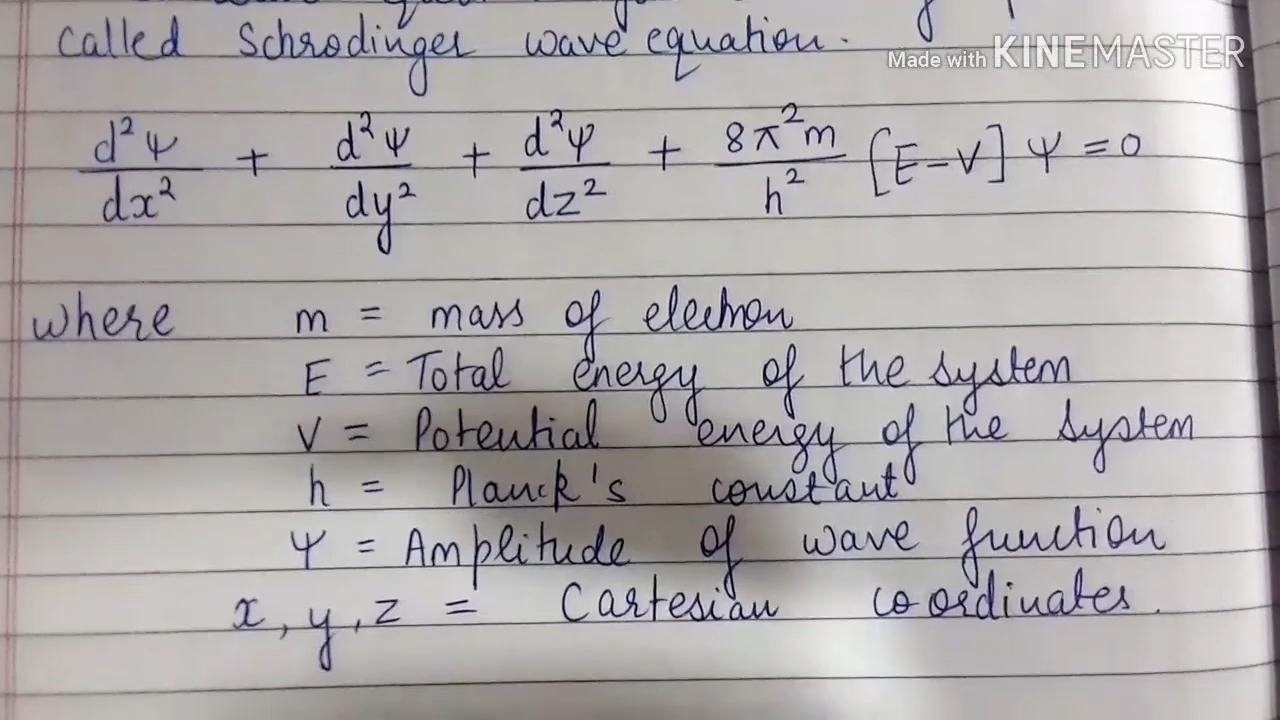 called Schrodinger wave equation.
Made with KINEMASTER
d²ψ/dx² + d²ψ/dy² + d²ψ/dz² + 8π²m/h² [E-V] ψ = 0
where m = mass of electron
E = Total energy of the system
V = Potential energy of the system
h = Planck's constant
ψ = Amplitude of wave function
x, y, z = Cartesian coordinates.